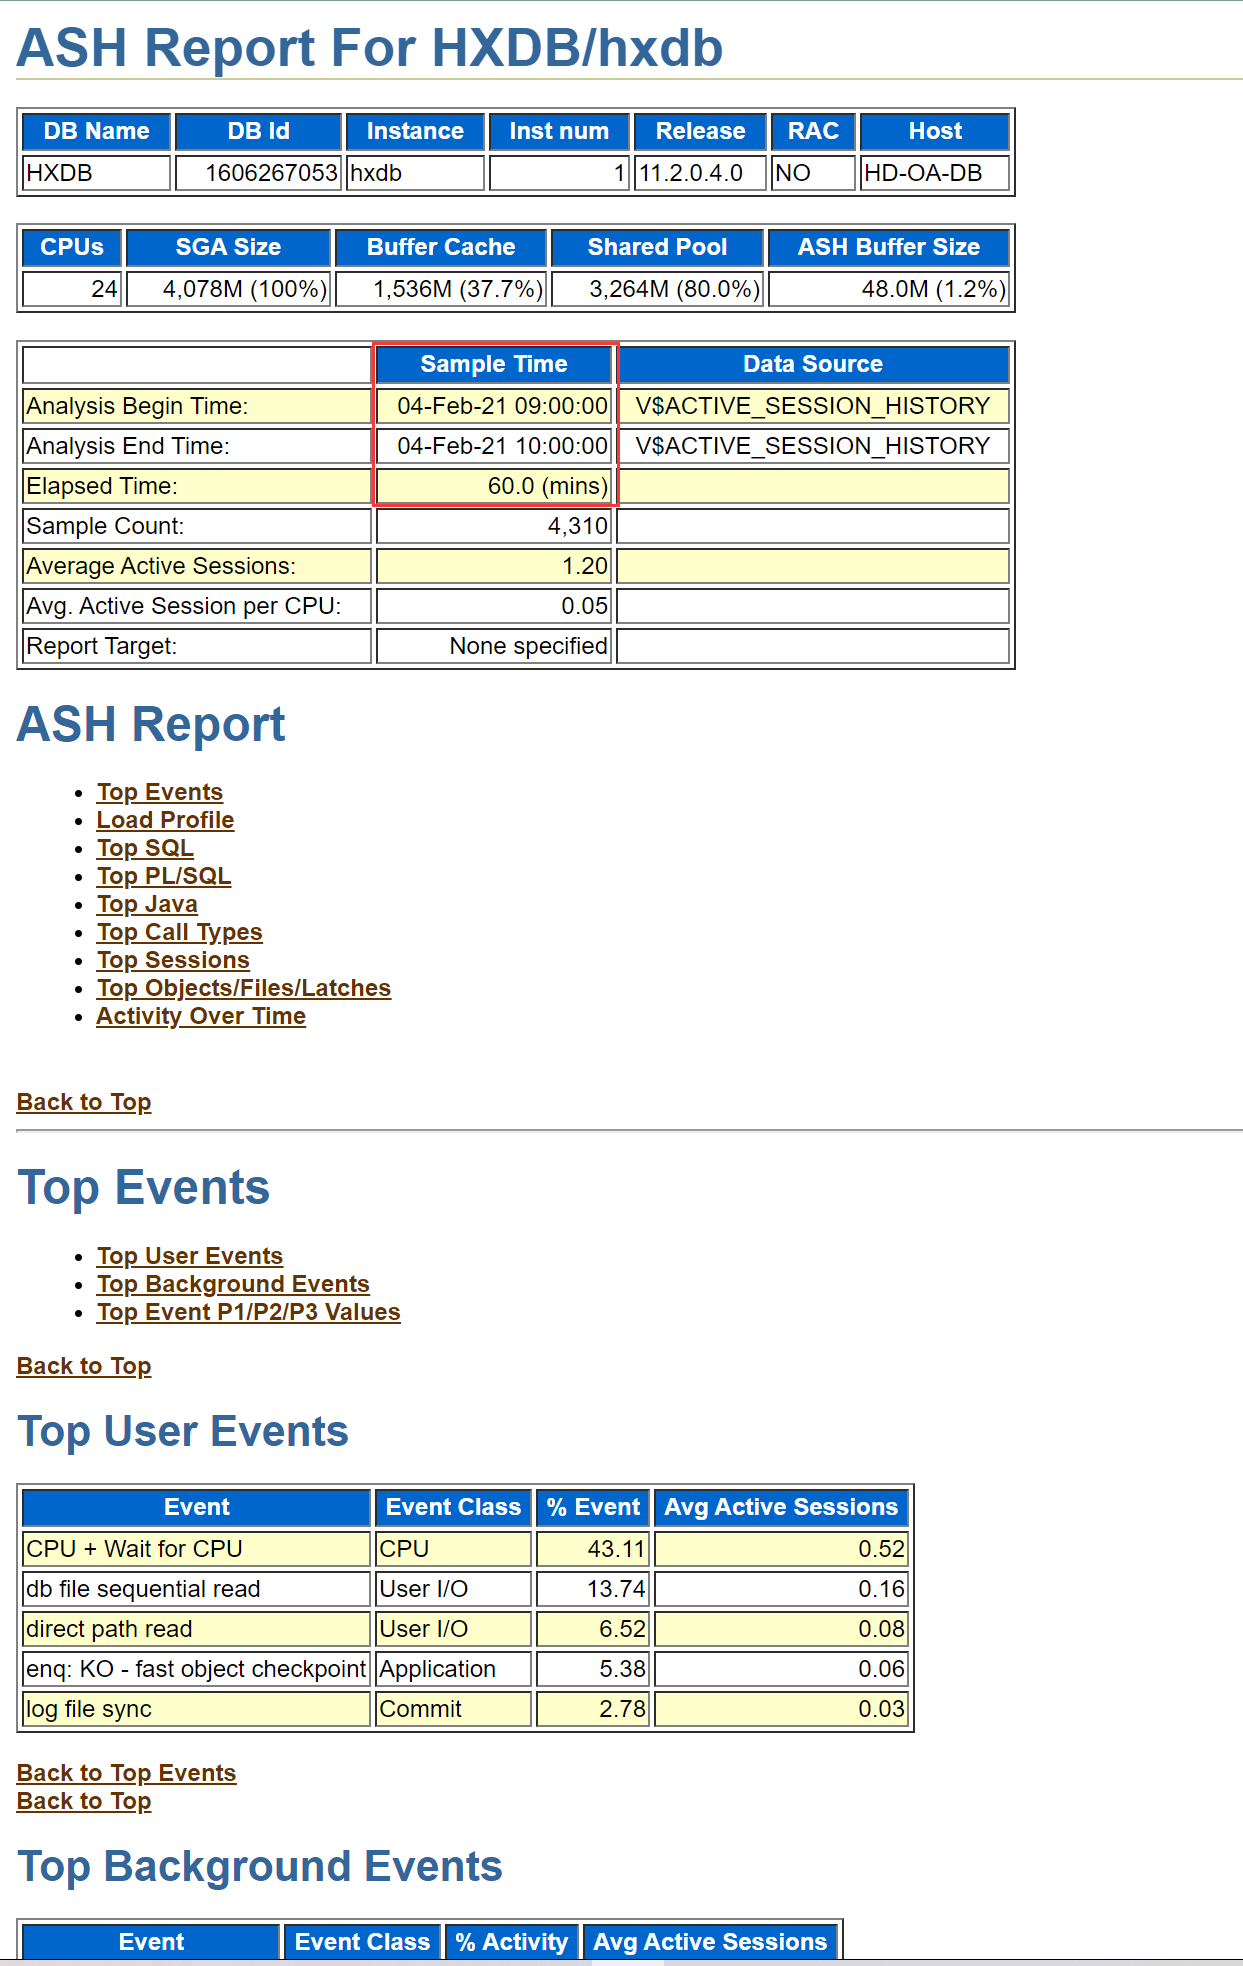 ASH Report For HXDB/hxdb
DB Name DB Id Instance Inst num Release RAC Host
HXDB 1606267053 hxdb 1 11.2.0.4.0 NO HD-OA-DB
CPUs SGA Size Buffer Cache Shared Pool ASH Buffer Size
24 4,078M (100%) 1,536M (37.7%) 3,264M (80.0%) 48.0M (1.2%)
Sample Time Data Source
Analysis Begin Time: 04-Feb-21 09:00:00 V$ACTIVE_SESSION_HISTORY
Analysis End Time: 04-Feb-21 10:00:00 V$ACTIVE_SESSION_HISTORY
Elapsed Time: 60.0 (mins)
Sample Count: 4,310
Average Active Sessions: 1.20
Avg. Active Session per CPU: 0.05
Report Target: None specified
ASH Report
Top Events
Load Profile
Top SQL
Top PL/SQL
Top Java
Top Call Types
Top Sessions
Top Objects/Files/Latches
Activity Over Time
Back to Top
Top Events
Top User Events
Top Background Events
Top Event P1/P2/P3 Values
Back to Top
Top User Events
Event Event Class % Event Avg Active Sessions
CPU + Wait for CPU CPU 43.11 0.52
db file sequential read User I/O 13.74 0.16
direct path read User I/O 6.52 0.08
enq: KO - fast object checkpoint Application 5.38 0.06
log file sync Commit 2.78 0.03
Back to Top Events
Back to Top
Top Background Events
Event Event Class % Activity Avg Active Sessions